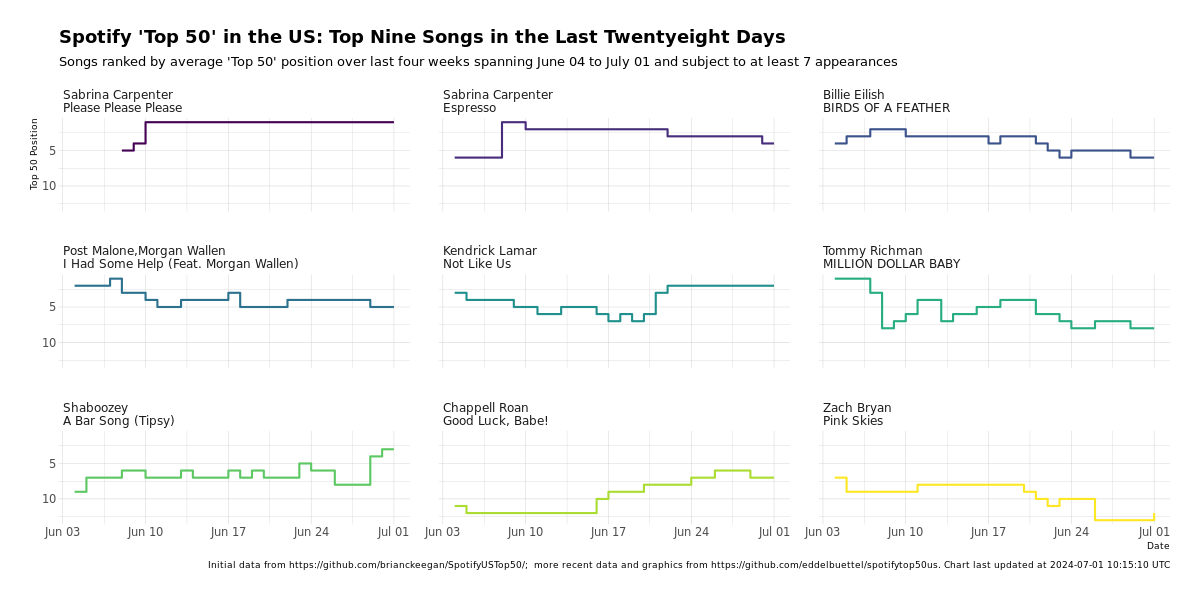 Spotify 'Top 50' in the US: Top Nine Songs in the Last Twentyeight Days
Songs ranked by average 'Top 50' position over last four weeks spanning June 04 to July 01 and subject to at least 7 appearances
Sabrina Carpenter
Please Please Please
Sabrina Carpenter
Espresso
Billie Eilish
BIRDS OF A FEATHER
Top 50 Position
5
10
Post Malone,Morgan Wallen
I Had Some Help (Feat. Morgan Wallen)
Kendrick Lamar
Not Like Us
Tommy Richman
MILLION DOLLAR BABY
5
10
Shaboozey
A Bar Song (Tipsy)
Chappell Roan
Good Luck, Babe!
Zach Bryan
Pink Skies
5
10
Jun 03 Jun 10 Jun 17 Jun 24 Jul 01
Jun 03 Jun 10 Jun 17 Jun 24 Jul 01
Jun 03 Jun 10 Jun 17 Jun 24 Jul 01
Date
Initial data from https://github.com/brianckeegan/SpotifyUSTop50/;  more recent data and graphics from https://github.com/eddelbuettel/spotifytop50us. Chart last updated at 2024-07-01 10:15:10 UTC